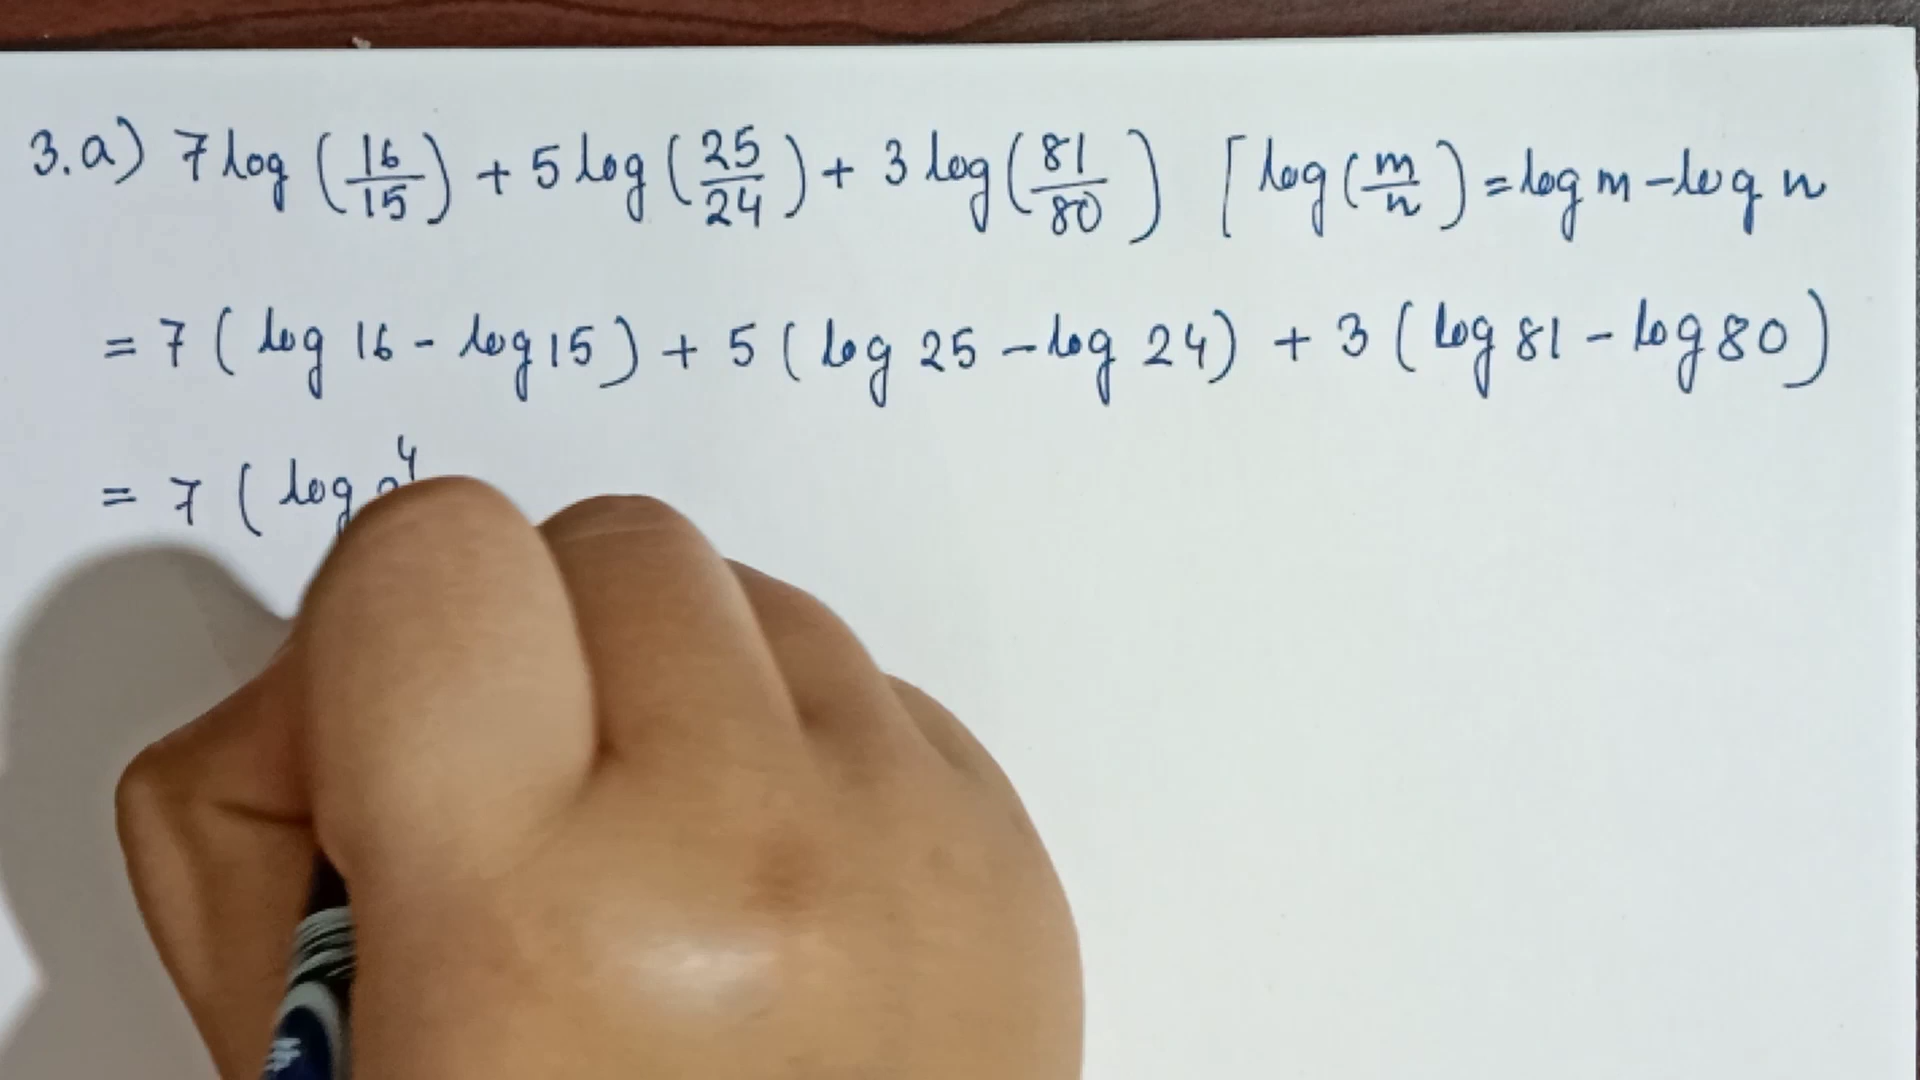 3.a) 7 log (16/15) + 5 log (25/24) + 3 log (81/80) [log (m/n) = log m - log n
= 7 (log 16 - log 15) + 5 (log 25 - log 24) + 3 (log 81 - log 80)
= 7 (log